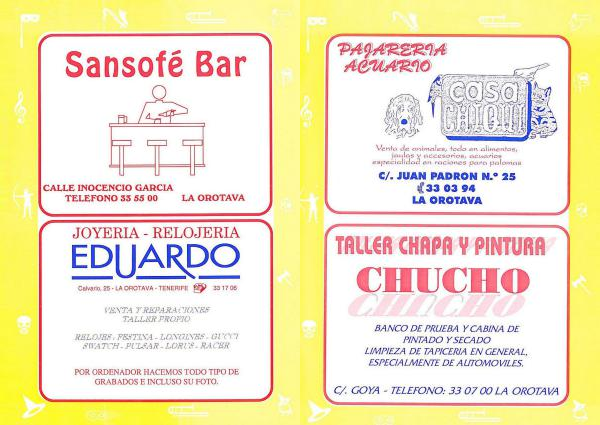 Sansofé Bar
CALLE INOCENCIO GARCIA
TELEFONO 33 55 00 LA OROTAVA
JOYERIA - RELOJERIA
EDUARDO
Calvario, 25 - LA OROTAVA - TENERIFE 33 17 06
VENTA Y REPARACIONES
TALLER PROPIO
RELOJES - FESTINA - LONGINES - GUCCI
SWATCH - PULSAR - LORUS - RACER
POR ORDENADOR HACEMOS TODO TIPO DE
GRABADOS E INCLUSO SU FOTO.
PAJARERIA
ACUARIO
casa
CHIQUI
Venta de animales, todo en alimentos,
jaulas y accesorios, acuarios
especialidad en raciones para palomas
C/. JUAN PADRON N.º 25
33 03 94
LA OROTAVA
TALLER CHAPA Y PINTURA
CHUCHO
BANCO DE PRUEBA Y CABINA DE
PINTADO Y SECADO
LIMPIEZA DE TAPICERIA EN GENERAL,
ESPECIALMENTE DE AUTOMOVILES.
C/. GOYA - TELEFONO: 33 07 00 LA OROTAVA